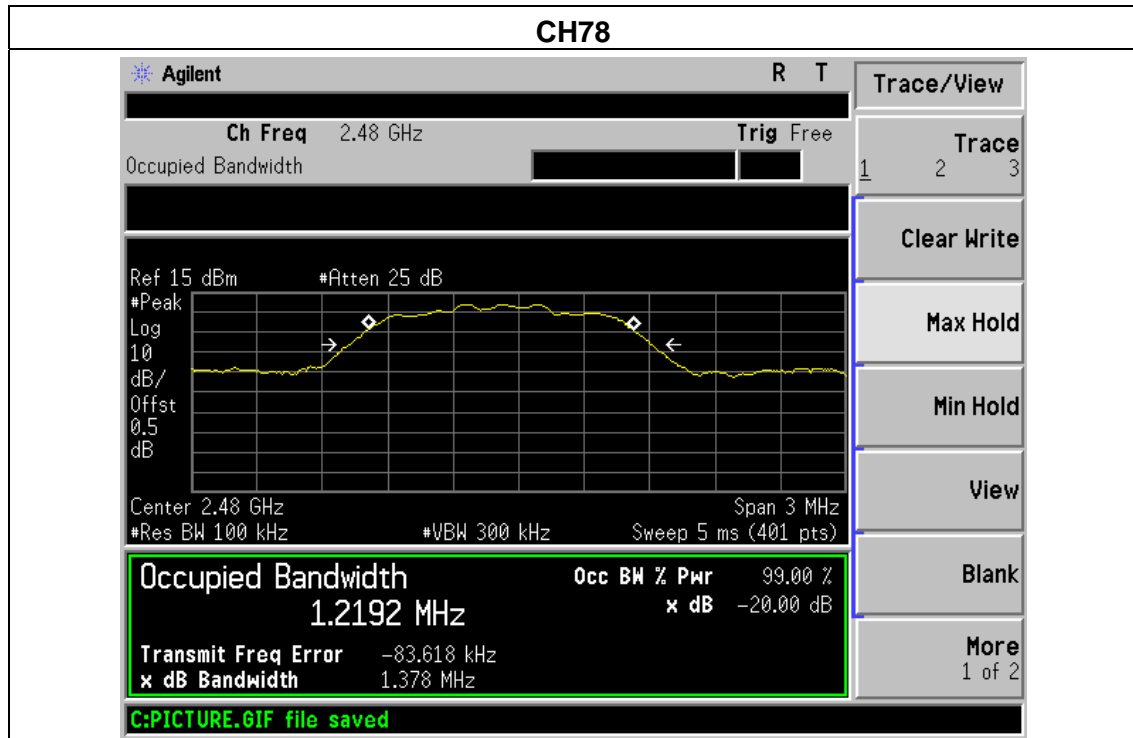 CH78
Agilent R T
Trace/View
Ch Freq 2.48 GHz Trig Free
Occupied Bandwidth
Trace
1 2 3
Clear Write
Ref 15 dBm #Atten 25 dB
#Peak
Log
10
dB/
Offst
0.5
dB
Max Hold
Min Hold
View
Center 2.48 GHz Span 3 MHz
#Res BW 100 kHz #VBW 300 kHz Sweep 5 ms (401 pts)
Occupied Bandwidth Occ BW % Pwr 99.00 %
1.2192 MHz x dB -20.00 dB
Blank
Transmit Freq Error -83.618 kHz
x dB Bandwidth 1.378 MHz
More
1 of 2
C:PICTURE.GIF file saved